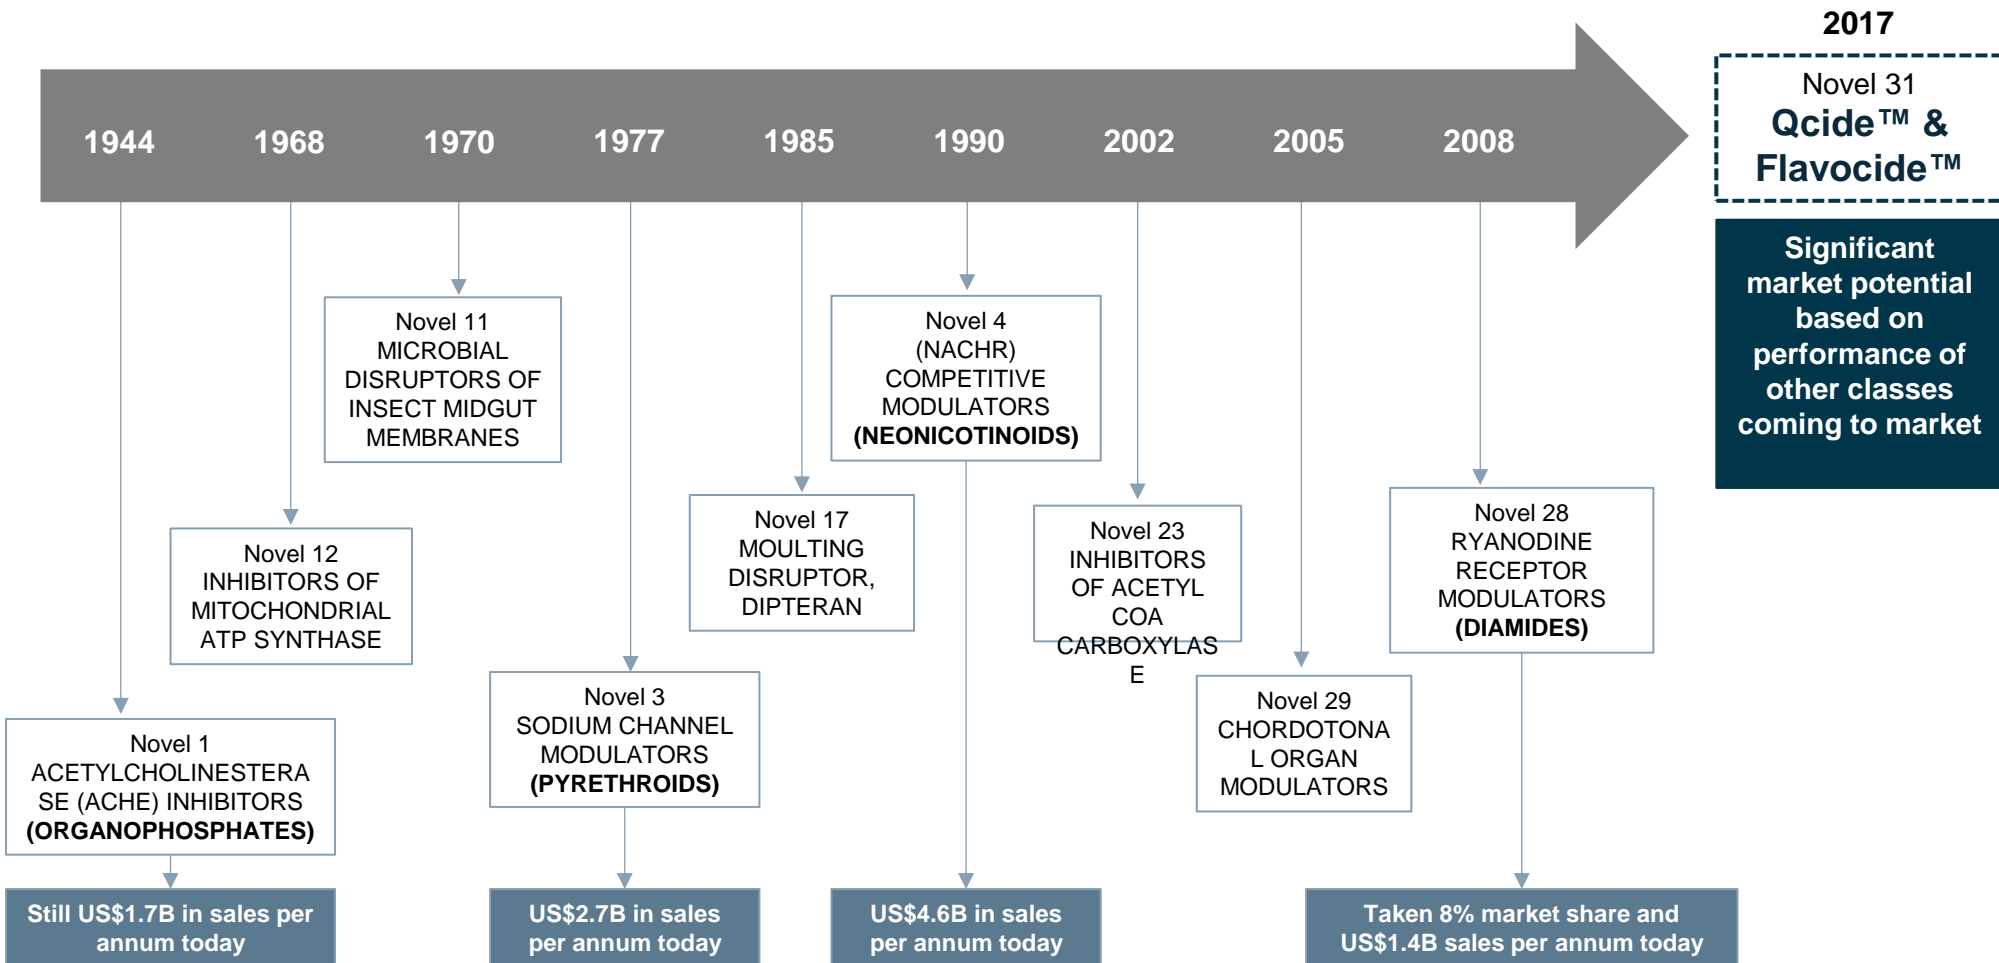 2017
Novel 31
Qcide™ &
Flavocide™
1944 1968 1970 1977 1985 1990 2002 2005 2008
Significant
market potential
based on
performance of
other classes
coming to market
Novel 11
MICROBIAL
DISRUPTORS OF
INSECT MIDGUT
MEMBRANES
Novel 4
(NACHR)
COMPETITIVE
MODULATORS
(NEONICOTINOIDS)
Novel 12
INHIBITORS OF
MITOCHONDRIAL
ATP SYNTHASE
Novel 17
MOULTING
DISRUPTOR,
DIPTERAN
Novel 23
INHIBITORS
OF ACETYL
COA
CARBOXYLAS
E
Novel 28
RYANODINE
RECEPTOR
MODULATORS
(DIAMIDES)
Novel 1
ACETYLCHOLINESTERA
SE (ACHE) INHIBITORS
(ORGANOPHOSPHATES)
Novel 3
SODIUM CHANNEL
MODULATORS
(PYRETHROIDS)
Novel 29
CHORDOTONA
L ORGAN
MODULATORS
Still US$1.7B in sales per
annum today
US$2.7B in sales
per annum today
US$4.6B in sales
per annum today
Taken 8% market share and
US$1.4B sales per annum today